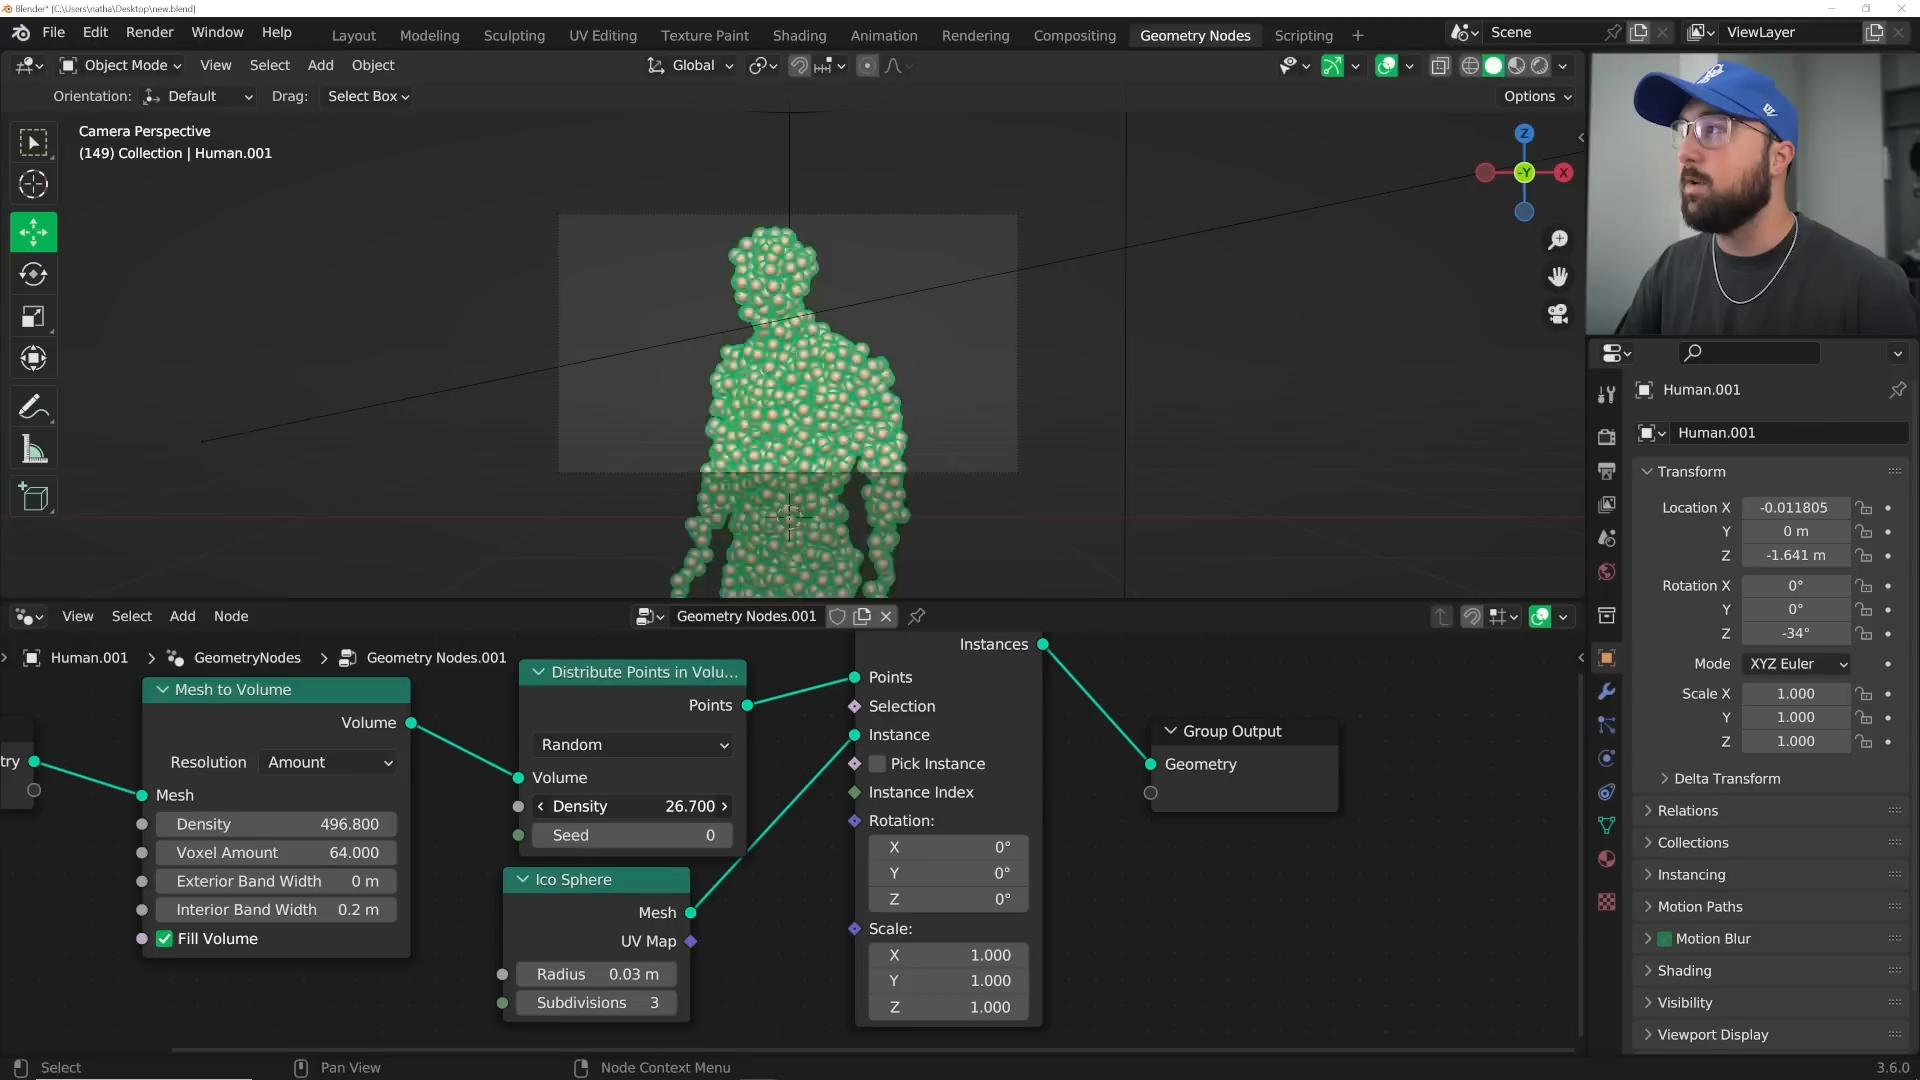 Blender* [C:\Users\natha\Desktop\new.blend]
File Edit Render Window Help
Layout Modeling Sculpting UV Editing Texture Paint Shading Animation Rendering Compositing Geometry Nodes Scripting
Scene
ViewLayer
Object Mode View Select Add Object
Global
Orientation: Default Drag: Select Box
Options
Camera Perspective
(149) Collection | Human.001
Z
-Y
X
View Select Add Node
Geometry Nodes.001
Human.001 GeometryNodes Geometry Nodes.001
try
Mesh to Volume
Volume
Resolution Amount
Mesh
Density 496.800
Voxel Amount 64.000
Exterior Band Width 0 m
Interior Band Width 0.2 m
Fill Volume
Distribute Points in Volu...
Points
Random
Volume
Density 26.700
Seed 0
Ico Sphere
Mesh
UV Map
Radius 0.03 m
Subdivisions 3
Instances
Points
Selection
Instance
Pick Instance
Instance Index
Rotation:
X 0°
Y 0°
Z 0°
Scale:
X 1.000
Y 1.000
Z 1.000
Group Output
Geometry
Human.001
Human.001
Transform
Location X -0.011805
Y 0 m
Z -1.641 m
Rotation X 0°
Y 0°
Z -34°
Mode XYZ Euler
Scale X 1.000
Y 1.000
Z 1.000
Delta Transform
Relations
Collections
Instancing
Motion Paths
Motion Blur
Shading
Visibility
Viewport Display
Select
Pan View
Node Context Menu
3.6.0